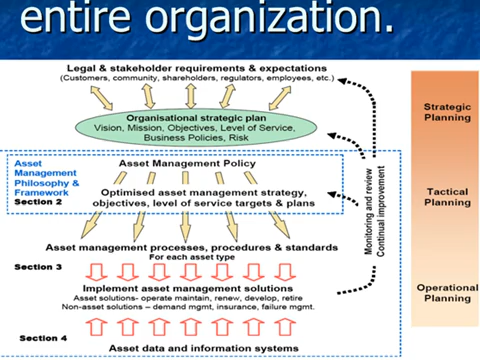 entire organization.
Legal & stakeholder requirements & expectations
(Customers, community, shareholders, regulators, employees, etc.)
Organisational strategic plan
Vision, Mission, Objectives, Level of Service,
Business Policies, Risk
Strategic
Planning
Asset
Management
Philosophy &
Framework
Section 2
Asset Management Policy
Optimised asset management strategy,
objectives, level of service targets & plans
Monitoring and review
Continual improvement
Tactical
Planning
Asset management processes, procedures & standards
For each asset type
Section 3
Implement asset management solutions
Asset solutions- operate maintain, renew, develop, retire
Non-asset solutions – demand mgmt, insurance, failure mgmt.
Operational
Planning
Section 4
Asset data and information systems